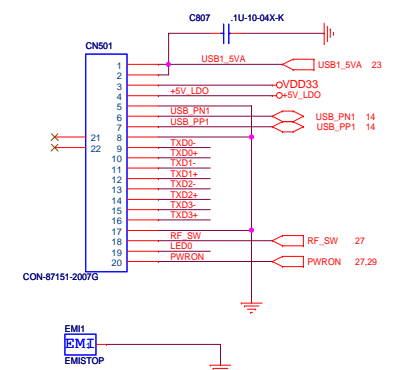 C807 .1U-10-04X-K
CN501
1 USB1_5VA USB1_5VA 23
2
3 VDD33
4 +5V_LDO +5V_LDO
5
6 USB_PN1 USB_PN1 14
7 USB_PP1 USB_PP1 14
21 8
22 9 TXD0-
10 TXD0+
11 TXD1-
12 TXD1+
13 TXD2-
14 TXD2+
15 TXD3-
16 TXD3+
17
18 RF_SW RF_SW 27
19 LED0
20 PWRON PWRON 27,29
CON-87151-2007G
EMI1
EMI
EMISTOP